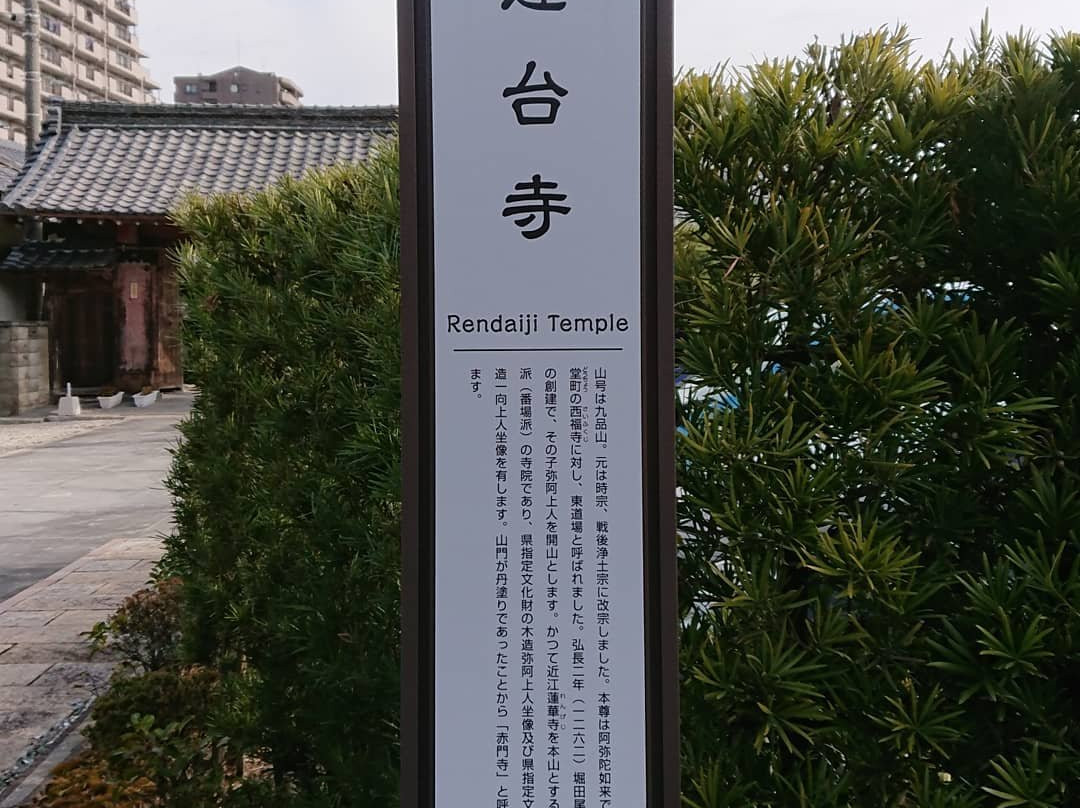 蓮台寺
Rendaiji Temple
山号は九品山。元は時宗、戦後浄土宗に改宗しました。本尊は阿弥陀如来で
堂町の西福寺に対し、東道場と呼ばれました。弘長二年（一二六二）堀田尾
の創建で、その子弥阿上人を開山とします。かつて近江蓮華寺を本山とする
派（番場派）の寺院であり、県指定文化財の木造弥阿上人坐像及び県指定文
造一向上人坐像を有します。山門が丹塗りであったことから「赤門寺」と呼
ます。